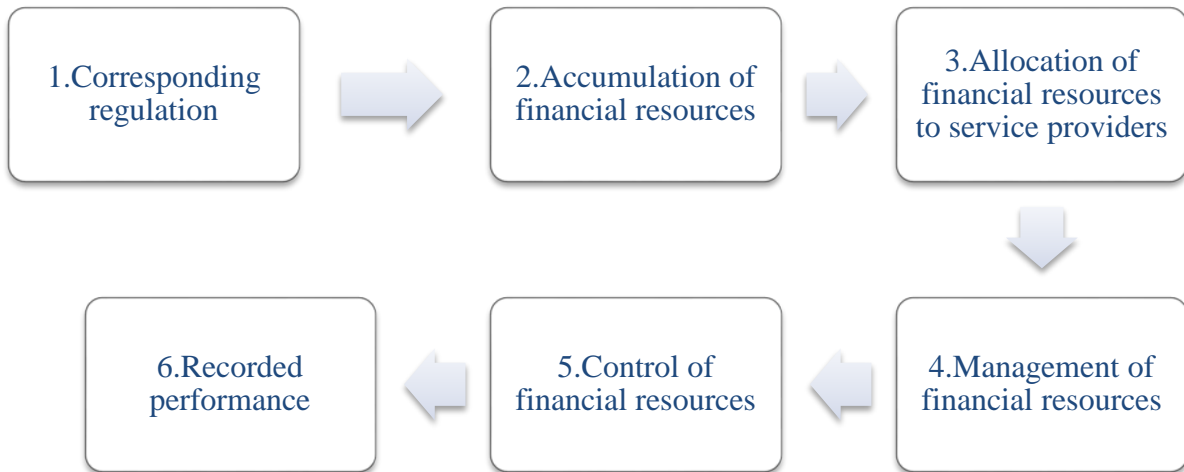 1.Corresponding
regulation
2.Accumulation of
financial resources
3.Allocation of
financial resources
to service providers
4.Management of
financial resources
5.Control of
financial resources
6.Recorded
performance